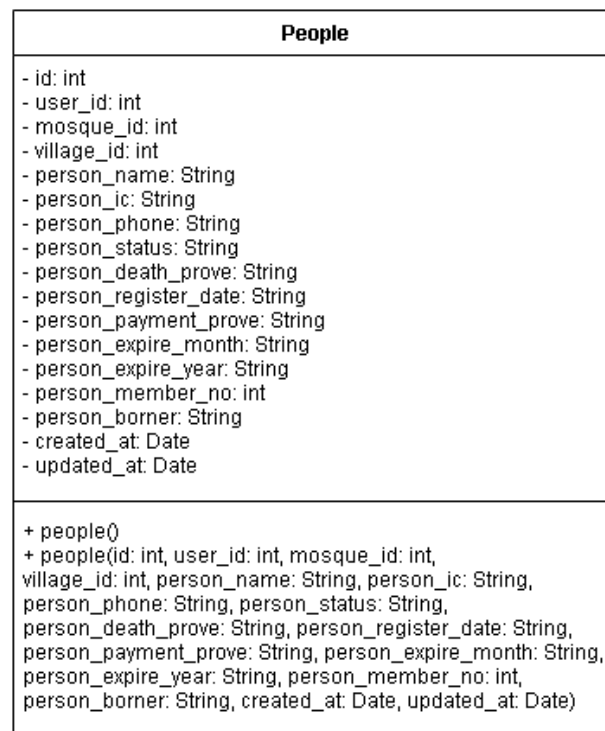 People
- id: int
- user_id: int
- mosque_id: int
- village_id: int
- person_name: String
- person_ic: String
- person_phone: String
- person_status: String
- person_death_prove: String
- person_register_date: String
- person_payment_prove: String
- person_expire_month: String
- person_expire_year: String
- person_member_no: int
- person_borner: String
- created_at: Date
- updated_at: Date
+ people()
+ people(id: int, user_id: int, mosque_id: int,
village_id: int, person_name: String, person_ic: String,
person_phone: String, person_status: String,
person_death_prove: String, person_register_date: String,
person_payment_prove: String, person_expire_month: String,
person_expire_year: String, person_member_no: int,
person_borner: String, created_at: Date, updated_at: Date)